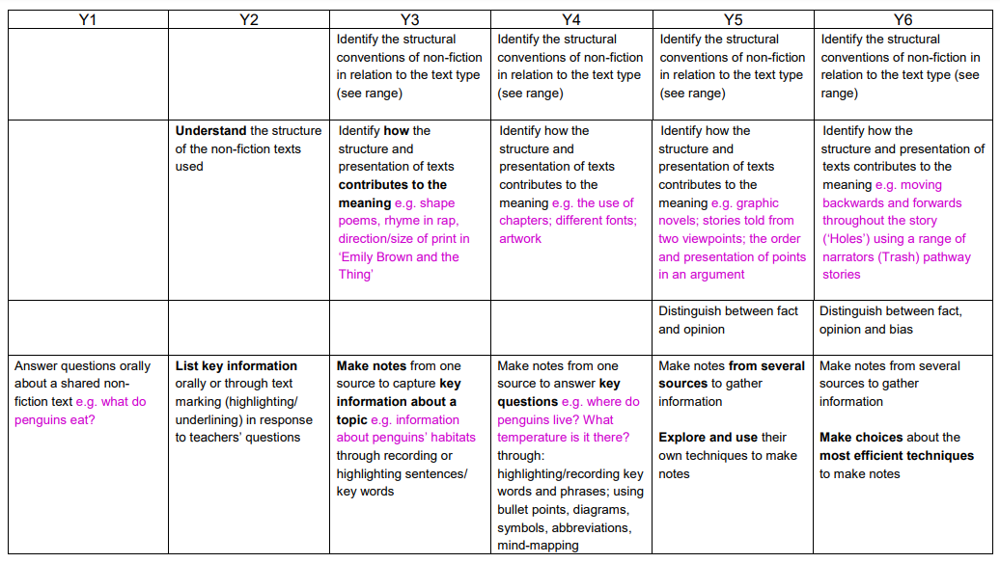 Y1
Y2
Y3
Y4
Y5
Y6
Identify the structural
conventions of non-fiction
in relation to the text type
(see range)
Identify the structural
conventions of non-fiction
in relation to the text type
(see range)
Identify the structural
conventions of non-fiction
in relation to the text type
(see range)
Identify the structural
conventions of non-fiction in
relation to the text type (see
range)
Understand the structure
of the non-fiction texts
used
Identify how the
structure and
presentation of texts
contributes to the
meaning e.g. shape
poems, rhyme in rap,
direction/size of print in
‘Emily Brown and the
Thing’
Identify how the
structure and
presentation of texts
contributes to the
meaning e.g. the use of
chapters; different fonts;
artwork
Identify how the
structure and
presentation of texts
contributes to the
meaning e.g. graphic
novels; stories told from
two viewpoints; the order
and presentation of points
in an argument
Identify how the
structure and presentation of
texts contributes to the
meaning e.g. moving
backwards and forwards
throughout the story
(‘Holes’) using a range of
narrators (Trash) pathway
stories
Distinguish between fact
and opinion
Distinguish between fact,
opinion and bias
Answer questions orally
about a shared non-
fiction text e.g. what do
penguins eat?
List key information
orally or through text
marking (highlighting/
underlining) in response
to teachers’ questions
Make notes from one
source to capture key
information about a
topic e.g. information
about penguins’ habitats
through recording or
highlighting sentences/
key words
Make notes from one
source to answer key
questions e.g. where do
penguins live? What
temperature is it there?
through:
highlighting/recording key
words and phrases; using
bullet points, diagrams,
symbols, abbreviations,
mind-mapping
Make notes from several
sources to gather
information
Explore and use their
own techniques to make
notes
Make notes from several
sources to gather
information
Make choices about the
most efficient techniques
to make notes